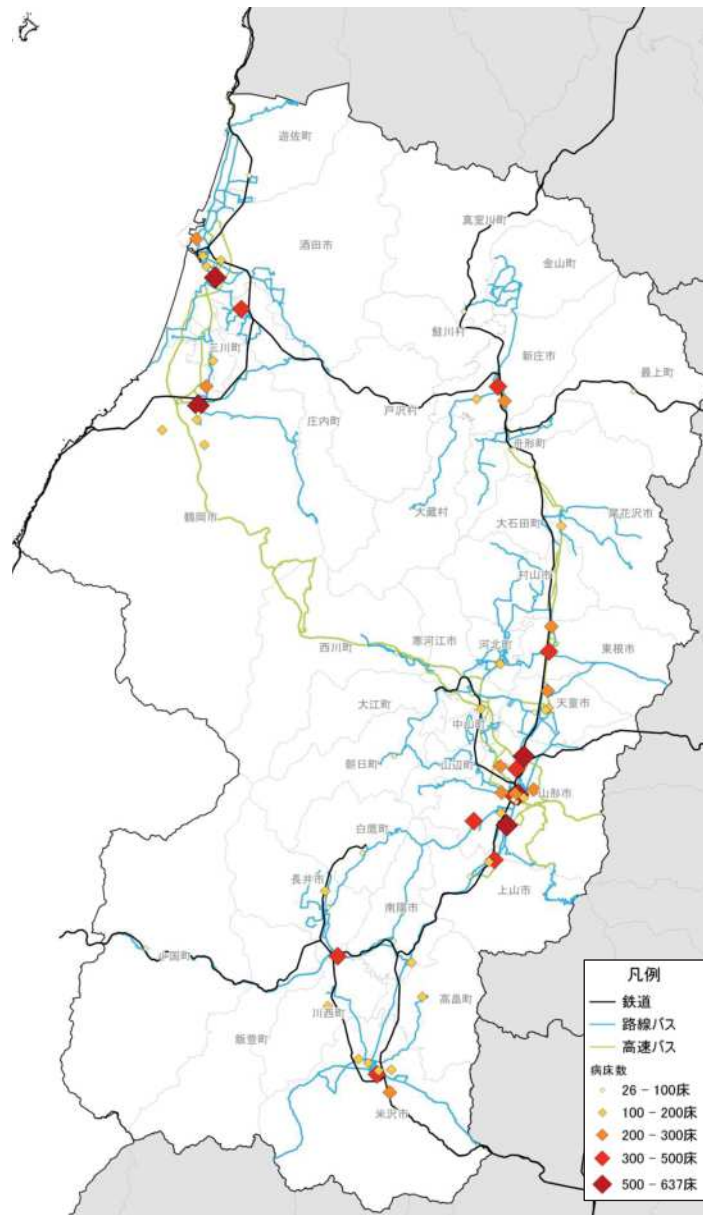 遊佐町
真室川町
酒田市
金山町
鮭川村
三川町
新庄市
最上町
戸沢村
庄内町
舟形町
鶴岡市
大蔵村
大石田町
尾花沢市
村山市
西川町
寒河江市
河北町
東根市
大江町
天童市
中山町
朝日町
山辺町
山形市
白鷹町
長井市
南陽市
上山市
小国町
高畠町
川西町
飯豊町
米沢市
凡例
鉄道
路線バス
高速バス
病床数
26 – 100床
100 – 200床
200 – 300床
300 – 500床
500 – 637床